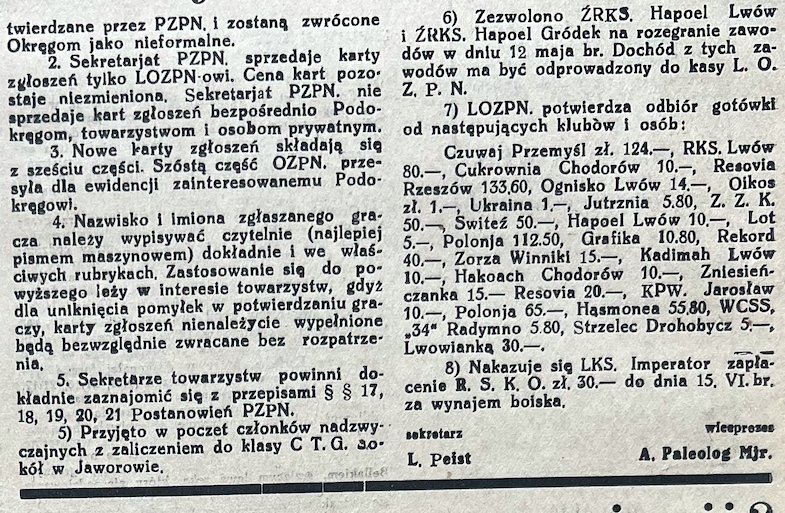 twierdzane przez PZPN. i zostaną zwrócone
Okręgom jako nieformalne.
2. Sekretarjat PZPN. sprzedaje karty
zgłoszeń tylko LOZPN-owi. Cena kart pozo-
staje niezmieniona. Sekretarjat PZPN. nie
sprzedaje kart zgłoszeń bezpośrednio Podo-
kręgom, towarzystwom i osobom prywatnym.
3. Nowe karty zgłoszeń składają się
z sześciu części. Szóstą część OZPN. prze-
syła dla ewidencji zainteresowanemu Podo-
kręgowi.
4. Nazwisko i imiona zgłaszanego gra-
cza należy wypisywać czytelnie (najlepiej
pismem maszynowem) dokładnie i we właś-
ciwych rubrykach. Zastosowanie się do po-
wyższego leży w interesie towarzystw, gdyż
dla uniknięcia pomyłek w potwierdzaniu gra-
czy, karty zgłoszeń nienależycie wypełnione
będą bezwzględnie zwracane bez rozpatrze-
nia.
5. Sekretarze towarzystw powinni do-
kładnie zaznajomić się z przepisami § § 17,
18, 19, 20, 21 Postanowień PZPN.
5) Przyjęto w poczet członków nadzwy-
czajnych z zaliczeniem do klasy C T. G. So-
kół w Jaworowie.
6) Zezwolono ŻRKS. Hapoel Lwów
i ŻRKS. Hapoel Gródek na rozegranie zawo-
dów w dniu 12 maja br. Dochód z tych za-
wodów ma być odprowadzony do kasy L. O.
Z. P. N.
7) LOZPN. potwierdza odbiór gotówki
od następujących klubów i osób:
Czuwaj Przemyśl zł. 124.—, RKS. Lwów
80.—, Cukrownia Chodorów 10.—, Resovia
Rzeszów 133,60, Ognisko Lwów 14.—, Oikos
zł. 1.—, Ukraina 1.—, Jutrznia 5.80, Z. Z. K.
50.—, Świteź 50.—, Hapoel Lwów 10.—, Lot
5.—, Polonja 112.50, Grafika 10.80, Rekord
40.—, Zorza Winniki 15.—, Kadimah Lwów
10.—, Hakoach Chodorów 10.—, Zniesień-
czanka 15.— Resovia 20.—, KPW. Jarosław
10.—, Polonja 65.—, Hasmonea 55,80, WCSS,
„34" Radymno 5.80, Strzelec Drohobycz 5.—,
Lwowianka 30.—.
8) Nakazuje się LKS. Imperator zapła-
cenie R. S. K. O. zł. 30.— do dnia 15. VI. br.
za wynajem boiska.
sekretarz wiceprezes
L. Peist A. Paleolog Mjr.